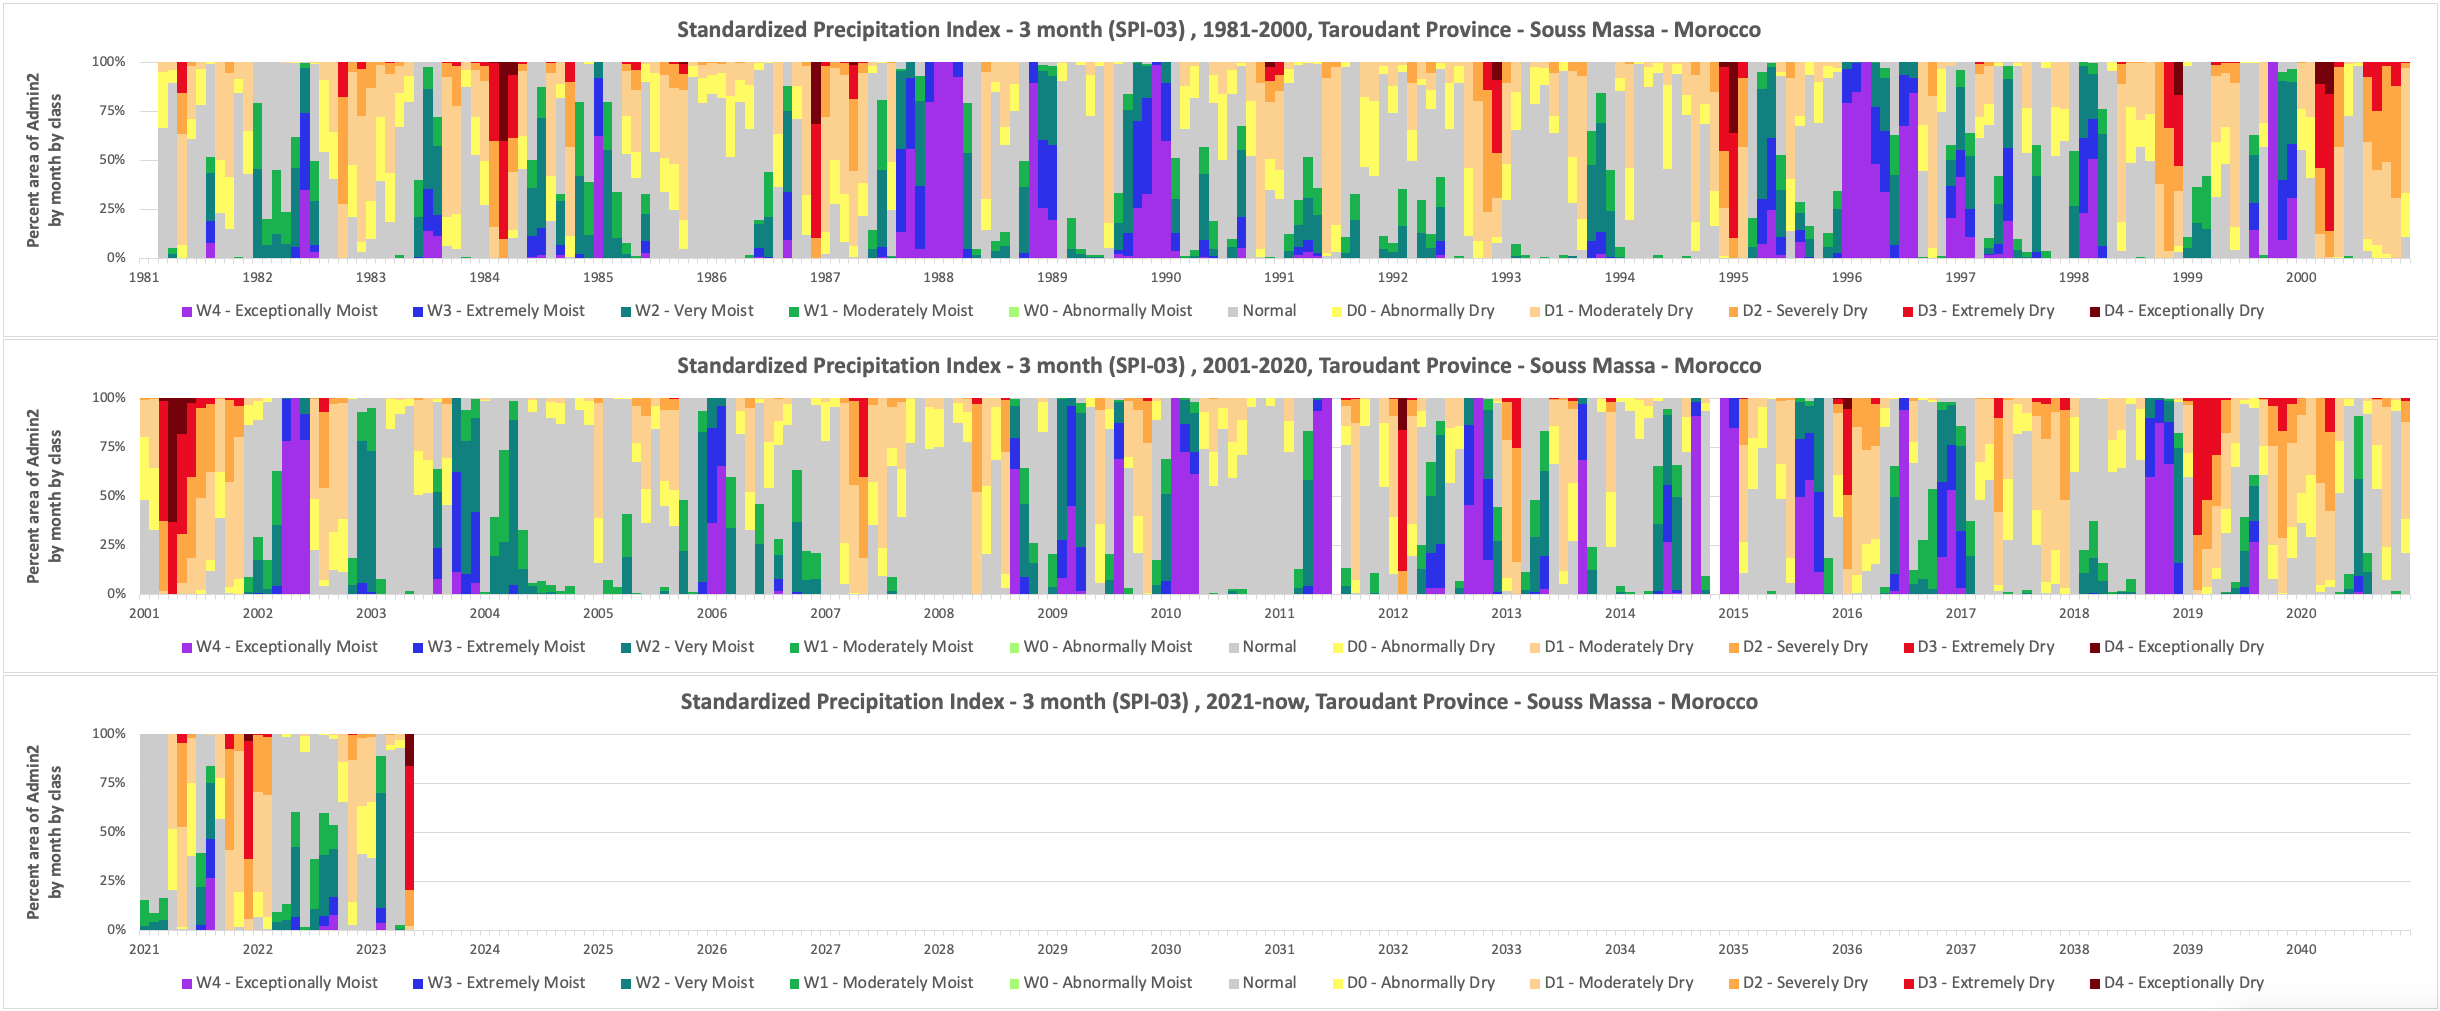 Standardized Precipitation Index - 3 month (SPI-03) , 1981-2000, Taroudant Province - Souss Massa - Morocco
Percent area of Admin2
by month by class
100%
75%
50%
25%
0%
1981 1982 1983 1984 1985 1986 1987 1988 1989 1990 1991 1992 1993 1994 1995 1996 1997 1998 1999 2000
W4 - Exceptionally Moist W3 - Extremely Moist W2 - Very Moist W1 - Moderately Moist W0 - Abnormally Moist Normal D0 - Abnormally Dry D1 - Moderately Dry D2 - Severely Dry D3 - Extremely Dry D4 - Exceptionally Dry
Standardized Precipitation Index - 3 month (SPI-03) , 2001-2020, Taroudant Province - Souss Massa - Morocco
Percent area of Admin2
by month by class
100%
75%
50%
25%
0%
2001 2002 2003 2004 2005 2006 2007 2008 2009 2010 2011 2012 2013 2014 2015 2016 2017 2018 2019 2020
W4 - Exceptionally Moist W3 - Extremely Moist W2 - Very Moist W1 - Moderately Moist W0 - Abnormally Moist Normal D0 - Abnormally Dry D1 - Moderately Dry D2 - Severely Dry D3 - Extremely Dry D4 - Exceptionally Dry
Standardized Precipitation Index - 3 month (SPI-03) , 2021-now, Taroudant Province - Souss Massa - Morocco
Percent area of Admin2
by month by class
100%
75%
50%
25%
0%
2021 2022 2023 2024 2025 2026 2027 2028 2029 2030 2031 2032 2033 2034 2035 2036 2037 2038 2039 2040
W4 - Exceptionally Moist W3 - Extremely Moist W2 - Very Moist W1 - Moderately Moist W0 - Abnormally Moist Normal D0 - Abnormally Dry D1 - Moderately Dry D2 - Severely Dry D3 - Extremely Dry D4 - Exceptionally Dry